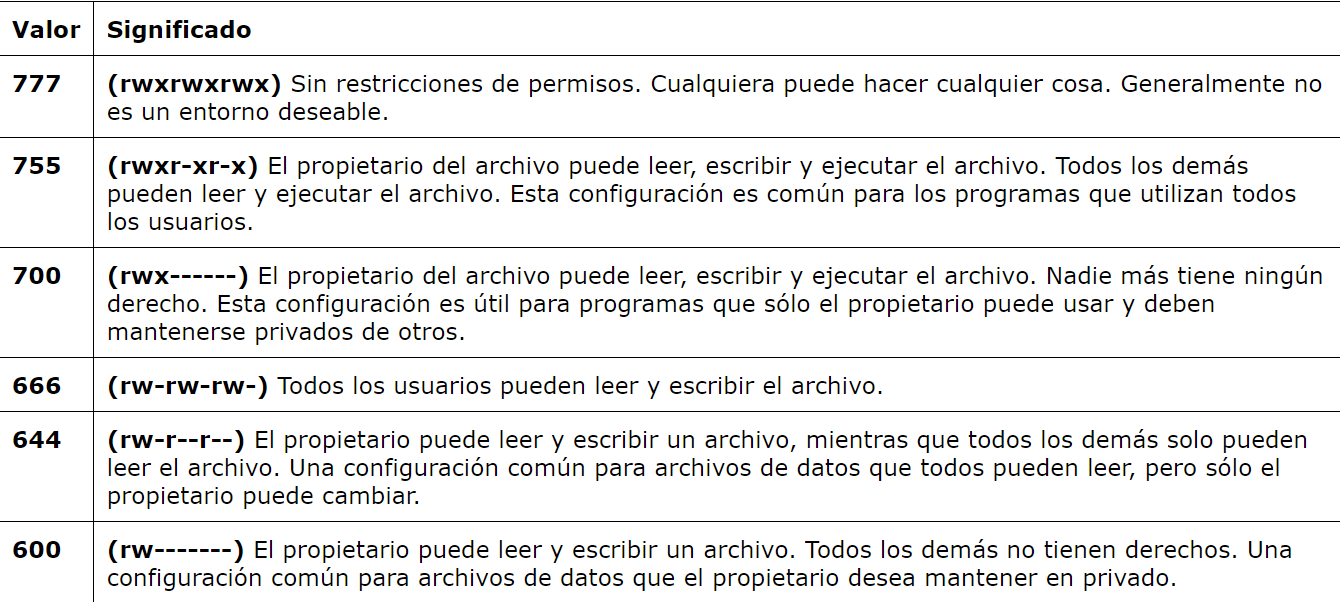 Valor Significado
777 (rwxrwxrwx) Sin restricciones de permisos. Cualquiera puede hacer cualquier cosa. Generalmente no
es un entorno deseable.
755 (rwxr-xr-x) El propietario del archivo puede leer, escribir y ejecutar el archivo. Todos los demás
pueden leer y ejecutar el archivo. Esta configuración es común para los programas que utilizan todos
los usuarios.
700 (rwx------) El propietario del archivo puede leer, escribir y ejecutar el archivo. Nadie más tiene ningún
derecho. Esta configuración es útil para programas que sólo el propietario puede usar y deben
mantenerse privados de otros.
666 (rw-rw-rw-) Todos los usuarios pueden leer y escribir el archivo.
644 (rw-r--r--) El propietario puede leer y escribir un archivo, mientras que todos los demás solo pueden
leer el archivo. Una configuración común para archivos de datos que todos pueden leer, pero sólo el
propietario puede cambiar.
600 (rw-------) El propietario puede leer y escribir un archivo. Todos los demás no tienen derechos. Una
configuración común para archivos de datos que el propietario desea mantener en privado.